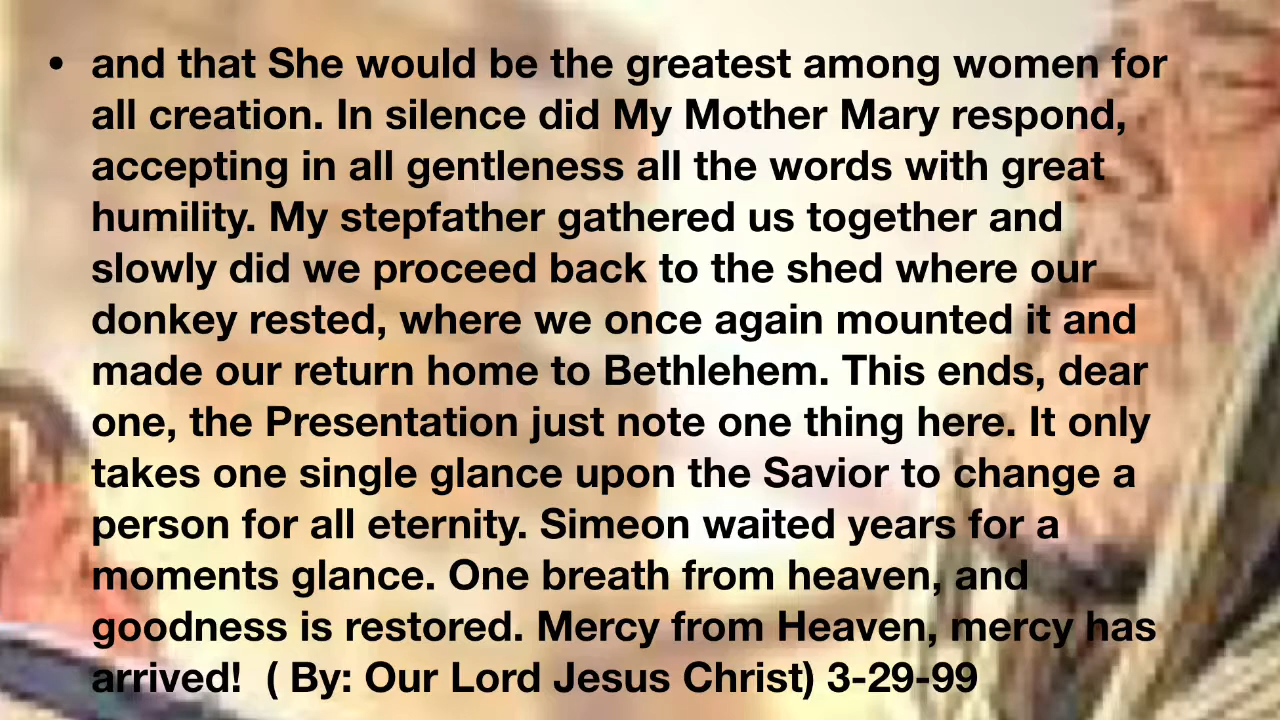 • and that She would be the greatest among women for
all creation. In silence did My Mother Mary respond,
accepting in all gentleness all the words with great
humility. My stepfather gathered us together and
slowly did we proceed back to the shed where our
donkey rested, where we once again mounted it and
made our return home to Bethlehem. This ends, dear
one, the Presentation just note one thing here. It only
takes one single glance upon the Savior to change a
person for all eternity. Simeon waited years for a
moments glance. One breath from heaven, and
goodness is restored. Mercy from Heaven, mercy has
arrived!  ( By: Our Lord Jesus Christ) 3-29-99